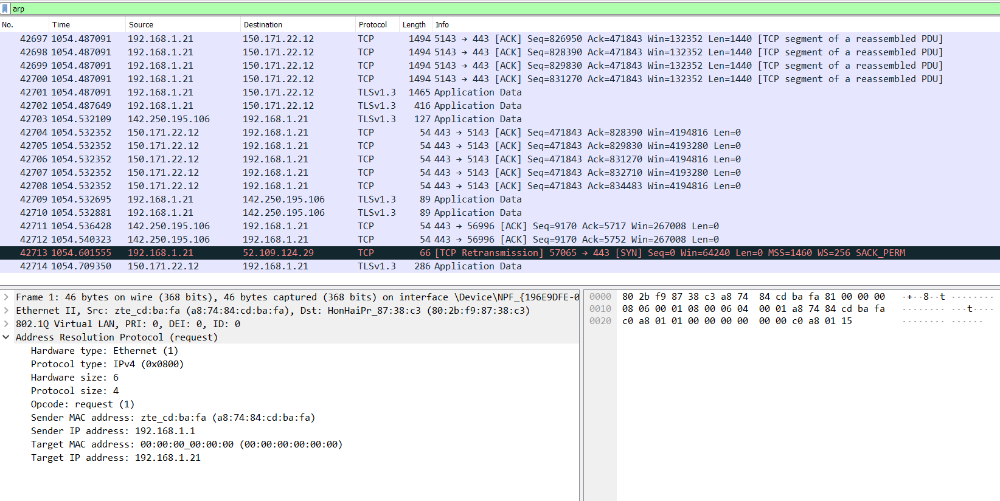 arp
No. Time Source Destination Protocol Length Info
42697 1054.487091 192.168.1.21 150.171.22.12 TCP 1494 5143 → 443 [ACK] Seq=826950 Ack=471843 Win=132352 Len=1440 [TCP segment of a reassembled PDU]
42698 1054.487091 192.168.1.21 150.171.22.12 TCP 1494 5143 → 443 [ACK] Seq=828390 Ack=471843 Win=132352 Len=1440 [TCP segment of a reassembled PDU]
42699 1054.487091 192.168.1.21 150.171.22.12 TCP 1494 5143 → 443 [ACK] Seq=829830 Ack=471843 Win=132352 Len=1440 [TCP segment of a reassembled PDU]
42700 1054.487091 192.168.1.21 150.171.22.12 TCP 1494 5143 → 443 [ACK] Seq=831270 Ack=471843 Win=132352 Len=1440 [TCP segment of a reassembled PDU]
42701 1054.487091 192.168.1.21 150.171.22.12 TLSv1.3 1465 Application Data
42702 1054.487649 192.168.1.21 150.171.22.12 TLSv1.3 416 Application Data
42703 1054.532109 142.250.195.106 192.168.1.21 TLSv1.3 127 Application Data
42704 1054.532352 150.171.22.12 192.168.1.21 TCP 54 443 → 5143 [ACK] Seq=471843 Ack=828390 Win=4194816 Len=0
42705 1054.532352 150.171.22.12 192.168.1.21 TCP 54 443 → 5143 [ACK] Seq=471843 Ack=829830 Win=4193280 Len=0
42706 1054.532352 150.171.22.12 192.168.1.21 TCP 54 443 → 5143 [ACK] Seq=471843 Ack=831270 Win=4194816 Len=0
42707 1054.532352 150.171.22.12 192.168.1.21 TCP 54 443 → 5143 [ACK] Seq=471843 Ack=832710 Win=4193280 Len=0
42708 1054.532352 150.171.22.12 192.168.1.21 TCP 54 443 → 5143 [ACK] Seq=471843 Ack=834483 Win=4194816 Len=0
42709 1054.532695 192.168.1.21 142.250.195.106 TLSv1.3 89 Application Data
42710 1054.532881 192.168.1.21 142.250.195.106 TLSv1.3 89 Application Data
42711 1054.536428 142.250.195.106 192.168.1.21 TCP 54 443 → 56996 [ACK] Seq=9170 Ack=5717 Win=267008 Len=0
42712 1054.540323 142.250.195.106 192.168.1.21 TCP 54 443 → 56996 [ACK] Seq=9170 Ack=5752 Win=267008 Len=0
42713 1054.601555 192.168.1.21 52.109.124.29 TCP 66 [TCP Retransmission] 57065 → 443 [SYN] Seq=0 Win=64240 Len=0 MSS=1460 WS=256 SACK_PERM
42714 1054.709350 150.171.22.12 192.168.1.21 TLSv1.3 286 Application Data
Frame 1: 46 bytes on wire (368 bits), 46 bytes captured (368 bits) on interface \Device\NPF_{196E9DFE-0
Ethernet II, Src: zte_cd:ba:fa (a8:74:84:cd:ba:fa), Dst: HonHaiPr_87:38:c3 (80:2b:f9:87:38:c3)
802.1Q Virtual LAN, PRI: 0, DEI: 0, ID: 0
Address Resolution Protocol (request)
Hardware type: Ethernet (1)
Protocol type: IPv4 (0x0800)
Hardware size: 6
Protocol size: 4
Opcode: request (1)
Sender MAC address: zte_cd:ba:fa (a8:74:84:cd:ba:fa)
Sender IP address: 192.168.1.1
Target MAC address: 00:00:00_00:00:00 (00:00:00:00:00:00)
Target IP address: 192.168.1.21
0000 80 2b f9 87 38 c3 a8 74 84 cd ba fa 81 00 00 00 ·+··8··t ········
0010 08 06 00 01 08 00 06 04 00 01 a8 74 84 cd ba fa ········ ···t····
0020 c0 a8 01 01 00 00 00 00 00 00 c0 a8 01 15 ········ ······